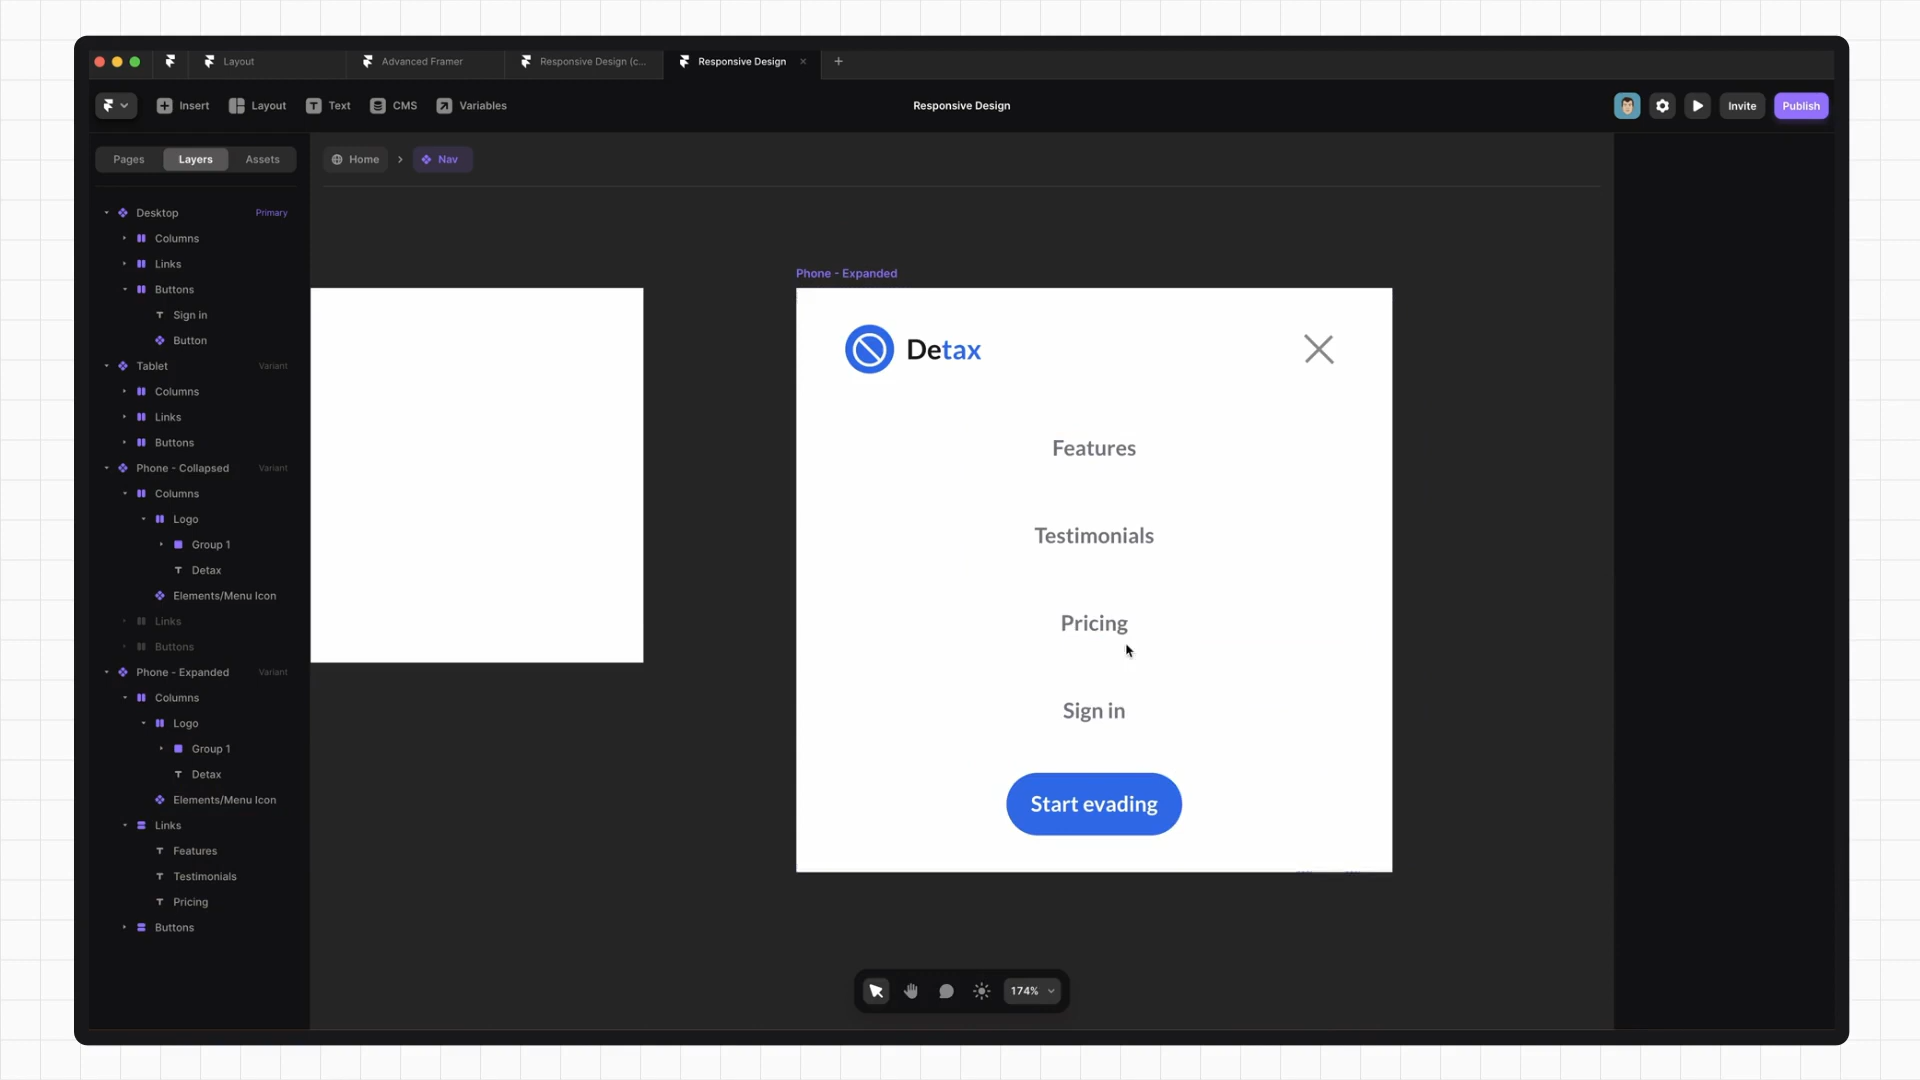 Layout
Advanced Framer
Responsive Design (c...
Responsive Design
Insert
Layout
Text
CMS
Variables
Responsive Design
Invite
Publish
Pages
Layers
Assets
Home
Nav
Desktop
Primary
Columns
Links
Buttons
Sign in
Button
Tablet
Variant
Columns
Links
Buttons
Phone - Collapsed
Variant
Columns
Logo
Group 1
Detax
Elements/Menu Icon
Links
Buttons
Phone - Expanded
Variant
Columns
Logo
Group 1
Detax
Elements/Menu Icon
Links
Features
Testimonials
Pricing
Buttons
Phone - Expanded
Detax
Features
Testimonials
Pricing
Sign in
Start evading
174%